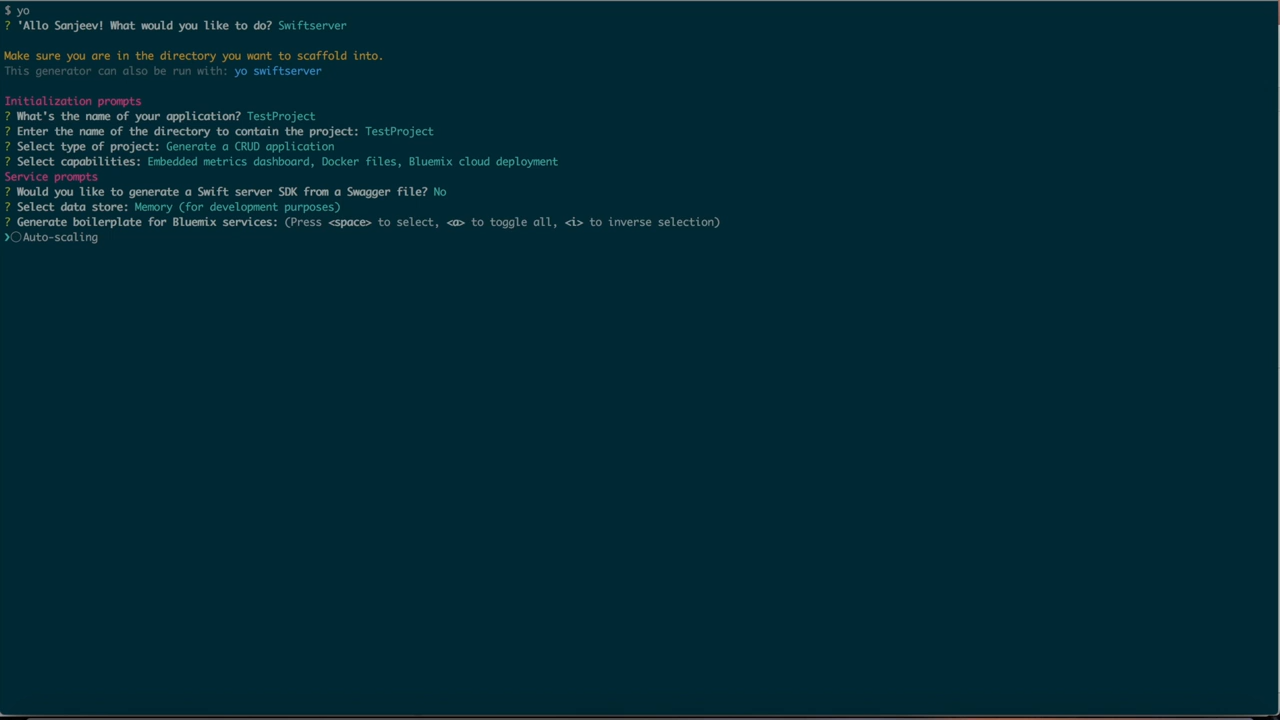 $ yo
? 'Allo Sanjeev! What would you like to do? Swiftserver
Make sure you are in the directory you want to scaffold into.
This generator can also be run with: yo swiftserver
Initialization prompts
? What's the name of your application? TestProject
? Enter the name of the directory to contain the project: TestProject
? Select type of project: Generate a CRUD application
? Select capabilities: Embedded metrics dashboard, Docker files, Bluemix cloud deployment
Service prompts
? Would you like to generate a Swift server SDK from a Swagger file? No
? Select data store: Memory (for development purposes)
? Generate boilerplate for Bluemix services: (Press <space> to select, <a> to toggle all, <i> to inverse selection)
❯◯Auto-scaling